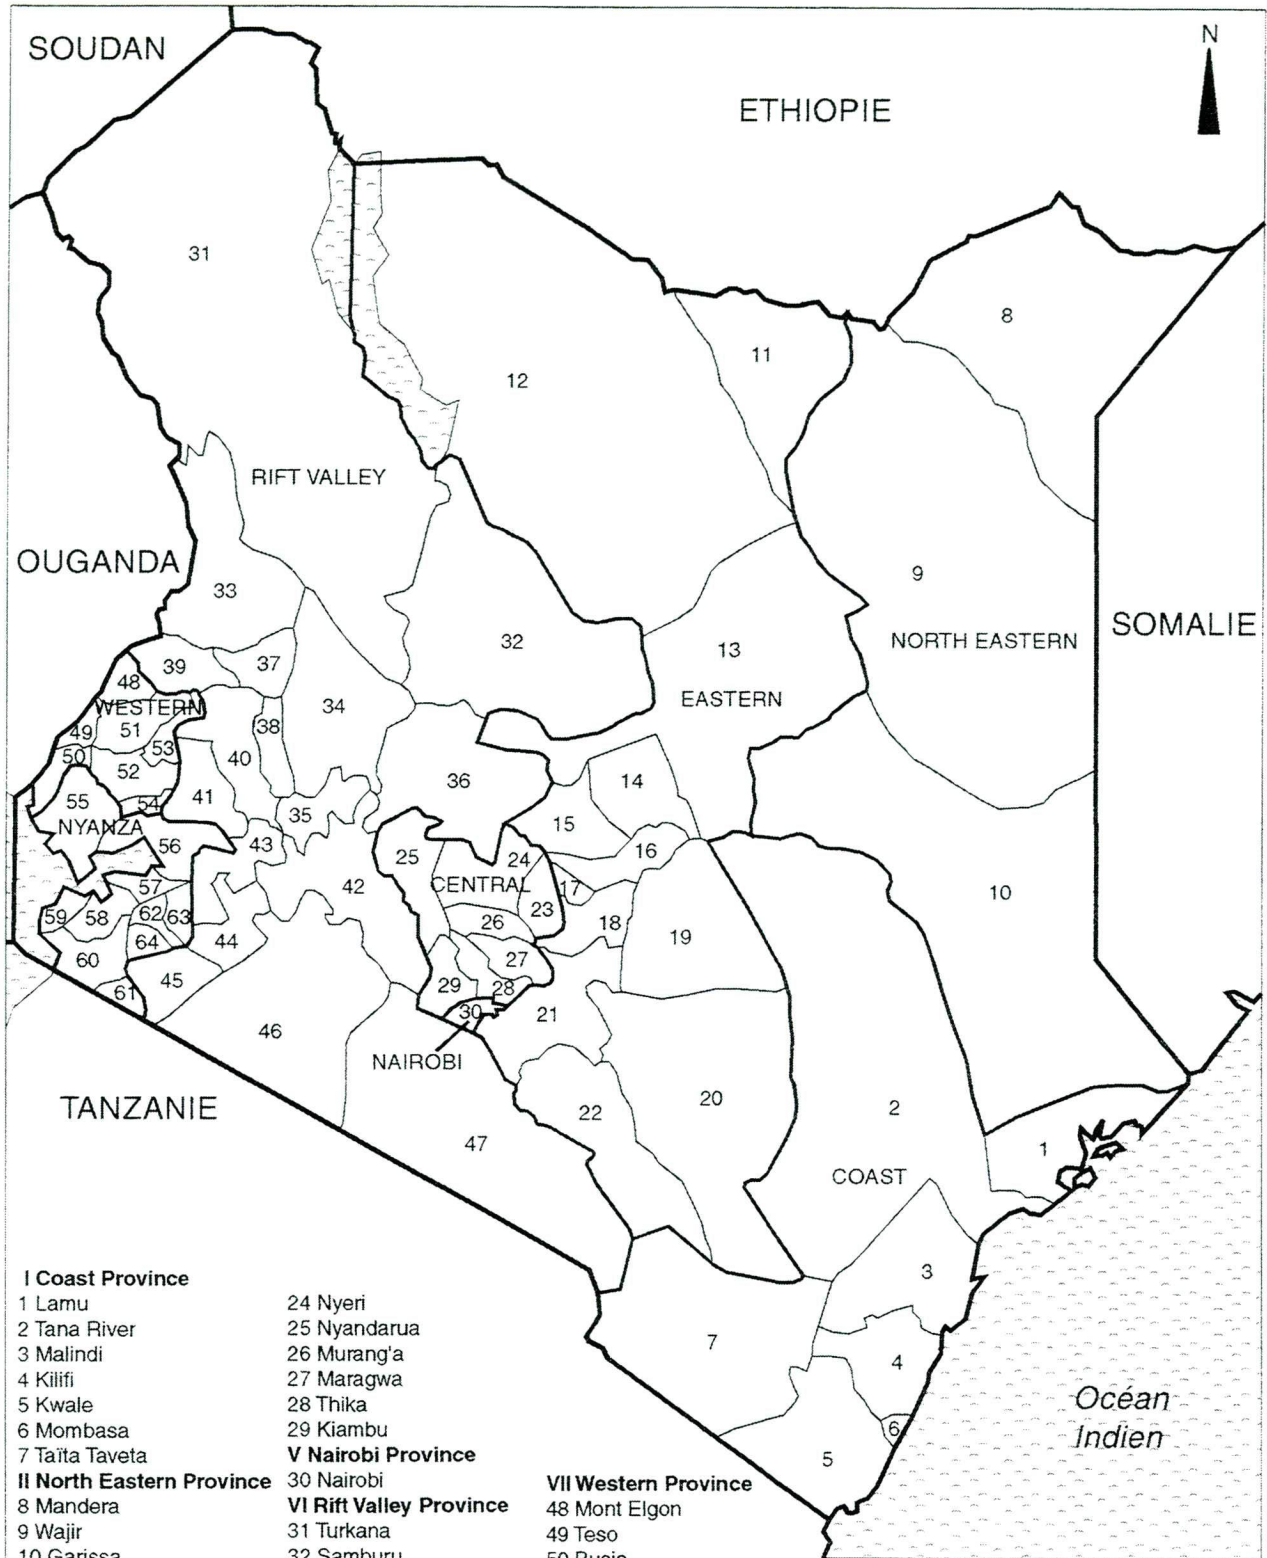 SOUDAN
N
ETHIOPIE
31
8
11
12
RIFT VALLEY
OUGANDA
33
9
SOMALIE
32
NORTH EASTERN
13
39
37
48
EASTERN
WESTERN
34
49
51
38
53
50
40
52
36
14
55
54
41
35
15
NYANZA
56
43
25
24
16
42
CENTRAL
17
10
57
59
58
62
63
23
26
18
19
64
44
60
27
61
45
29
28
30
21
46
NAIROBI
20
2
TANZANIE
22
47
1
COAST
3
7
4
6
5
Océan
Indien
I Coast Province
1 Lamu
2 Tana River
3 Malindi
4 Kilifi
5 Kwale
6 Mombasa
7 Taïta Taveta
II North Eastern Province
8 Mandera
9 Wajir
10 Garissa
24 Nyeri
25 Nyandarua
26 Murang'a
27 Maragwa
28 Thika
29 Kiambu
V Nairobi Province
30 Nairobi
VI Rift Valley Province
31 Turkana
32 Samburu
VII Western Province
48 Mont Elgon
49 Teso
50 Busia